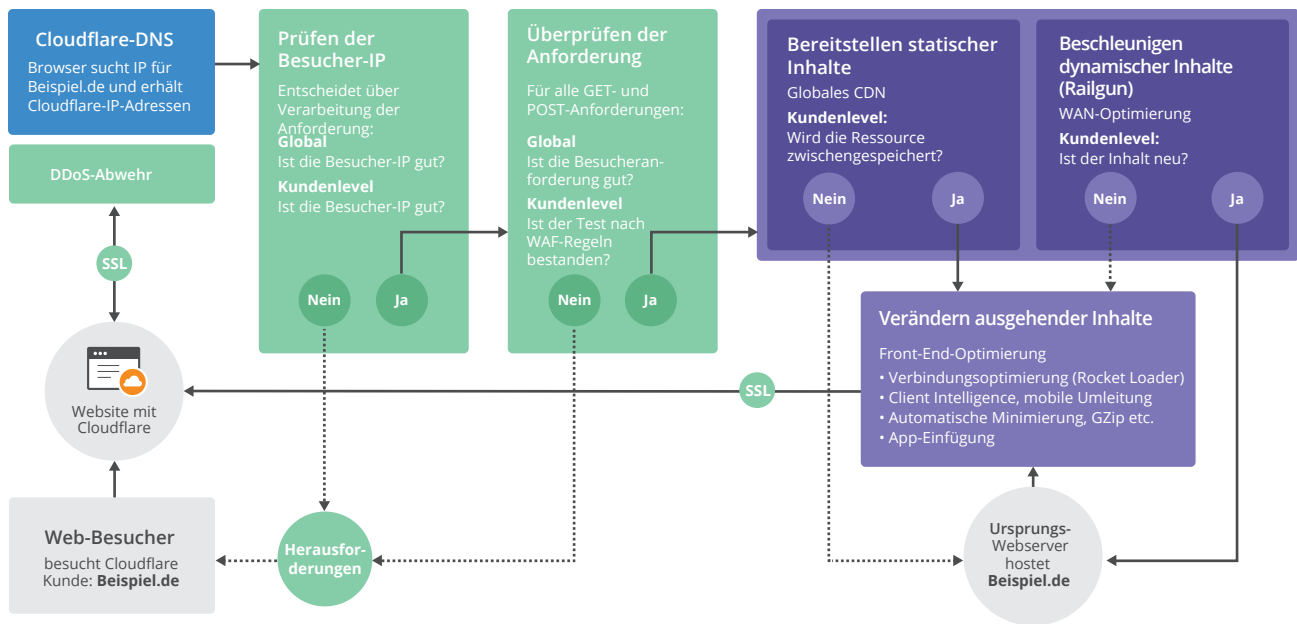 Cloudflare-DNS
Browser sucht IP für
Beispiel.de und erhält
Cloudflare-IP-Adressen
DDoS-Abwehr
SSL
Website mit
Cloudflare
Web-Besucher
besucht Cloudflare
Kunde: Beispiel.de
Prüfen der
Besucher-IP
Entscheidet über
Verarbeitung der
Anforderung:
Global
Ist die Besucher-IP gut?
Kundenlevel
Ist die Besucher-IP gut?
Nein
Ja
Herausfor-
derungen
Überprüfen der
Anforderung
Für alle GET- und
POST-Anforderungen:
Global
Ist die Besucheran-
forderung gut?
Kundenlevel
Ist der Test nach
WAF-Regeln
bestanden?
Nein
Ja
Bereitstellen statischer
Inhalte
Globales CDN
Kundenlevel:
Wird die Ressource
zwischengespeichert?
Nein
Ja
Beschleunigen
dynamischer Inhalte
(Railgun)
WAN-Optimierung
Kundenlevel:
Ist der Inhalt neu?
Nein
Ja
Verändern ausgehender Inhalte
Front-End-Optimierung
• Verbindungsoptimierung (Rocket Loader)
• Client Intelligence, mobile Umleitung
• Automatische Minimierung, GZip etc.
• App-Einfügung
SSL
Ursprungs-
Webserver
hostet
Beispiel.de